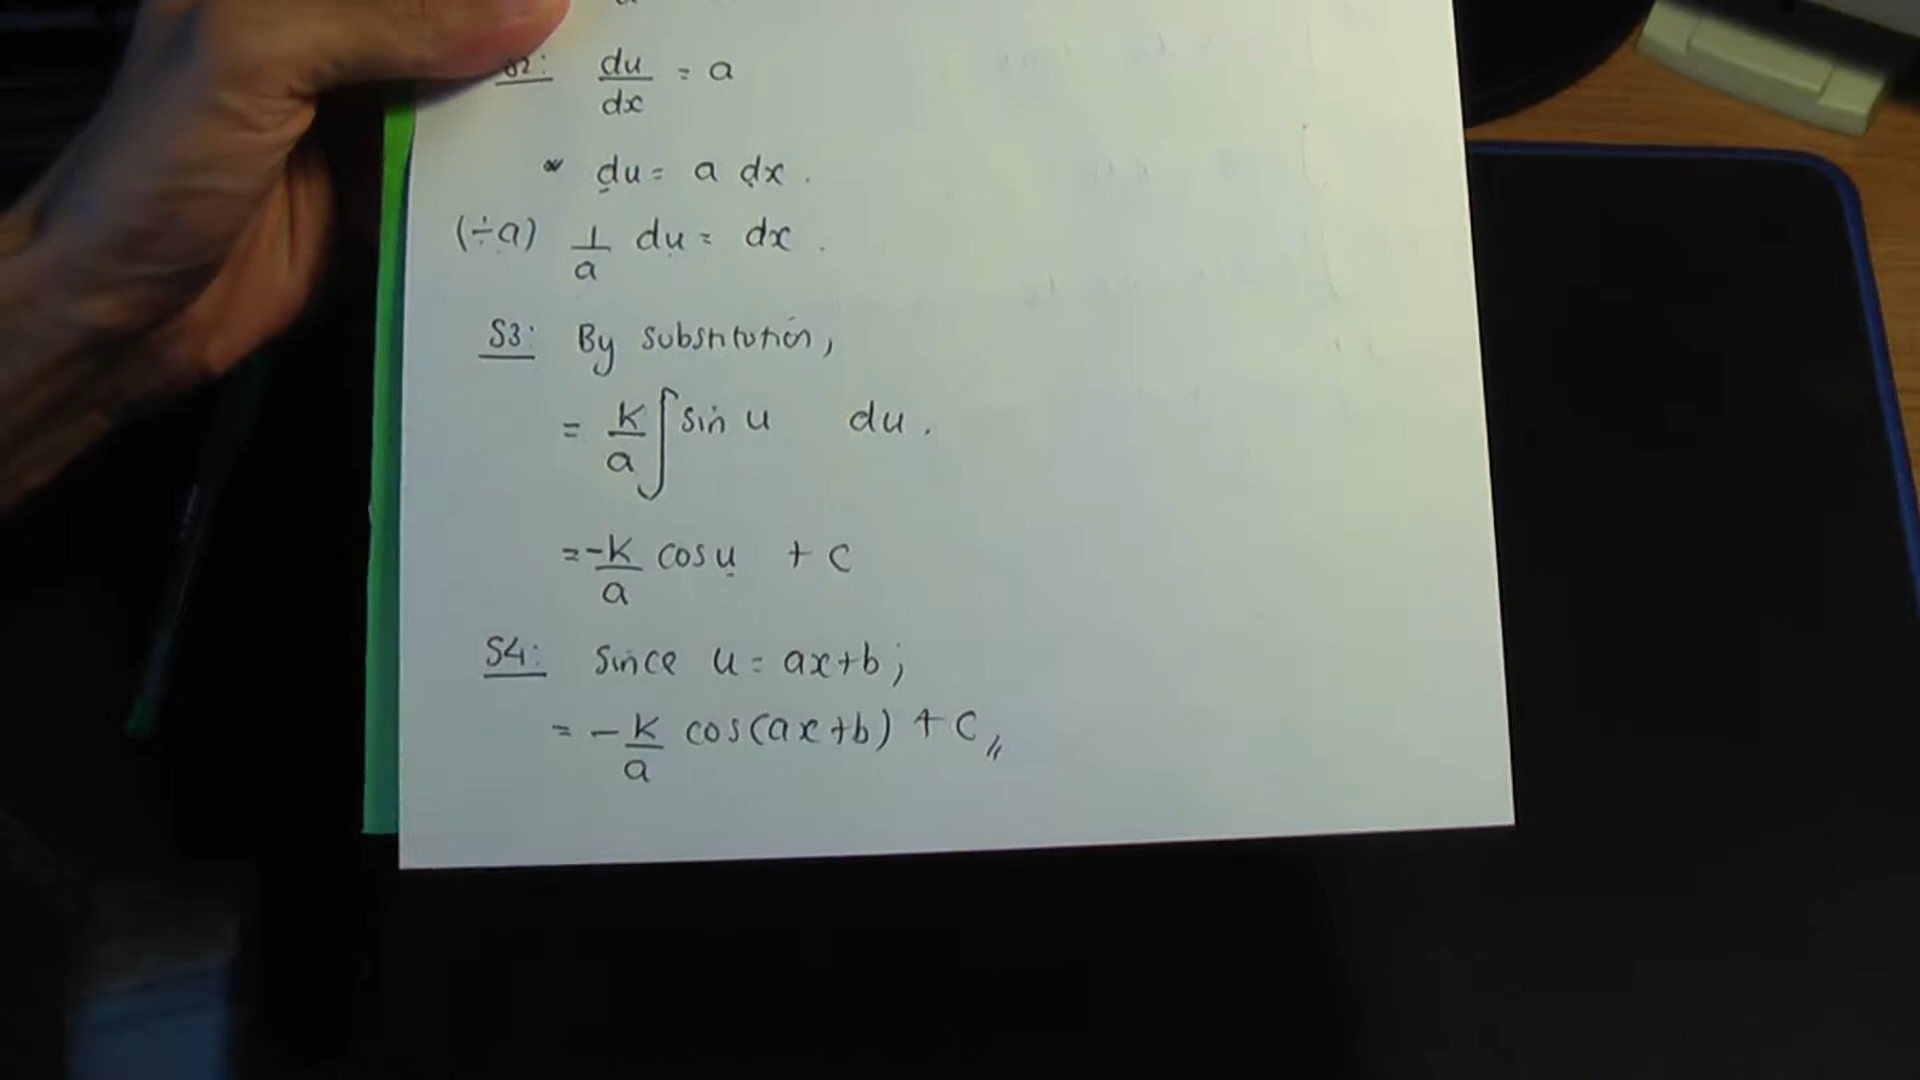 S2: du/dx = a
du = a dx.
(÷a) 1/a du = dx.
S3: By substitution,
= k/a ∫ sin u du.
= -k/a cos u + c
S4: Since u = ax+b;
= - k/a cos(ax+b) + c //